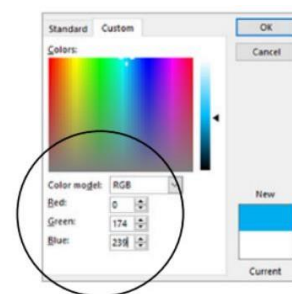 Standard Custom OK
Colors: Cancel
Color model: RGB
Red: 0
Green: 174
Blue: 239
New
Current